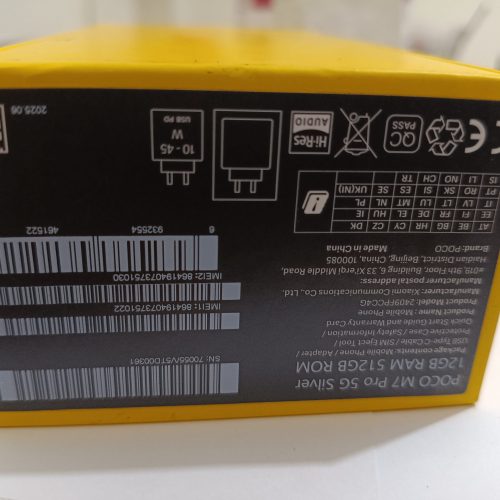 POCO M7 Pro 5G Silver
12GB RAM 512GB ROM
Package contents: Mobile Phone / Adapter /
USB Type-C Cable / SIM Eject Tool /
Protective Case / Safety Information /
Quick Start Guide and Warranty Card
Product Name: Mobile Phone
Product Model: 2409FPCC4G
Manufacturer: Xiaomi Communications Co., Ltd.
Manufacturer postal address:
#019, 9th Floor, Building 6, 33 Xi'erqi Middle Road,
Haidian District, Beijing, China, 100085
Brand: POCO Made in China
SN: 70055/V5T000361
IMEI1: 864194073751022
IMEI2: 864194073751030
6 932554 461522
AT BE BG HR CY CZ DK
EE FI FR DE EL HU IE
IT LV LT LU MT NL PL
PT RO SK SI ES SE UK(NI)
IS LI NO CH TR
CE
QC
PASS
Hi-Res
AUDIO
10 - 45
W
USB PD
2025.06